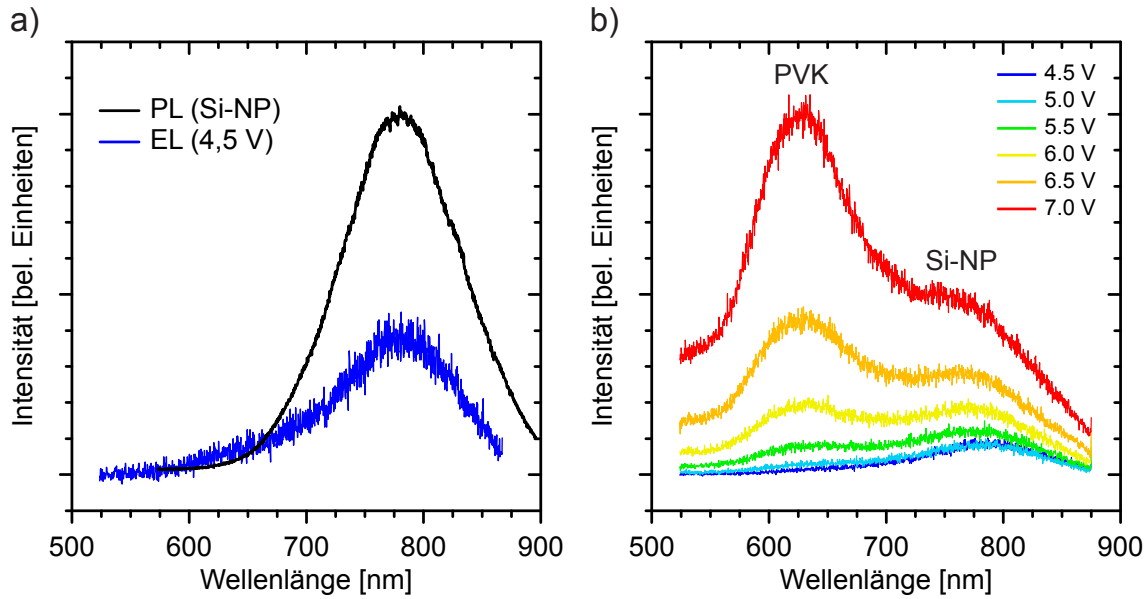 a)
Intensität [bel. Einheiten]
PL (Si-NP)
EL (4,5 V)
500 600 700 800 900
Wellenlänge [nm]
b)
Intensität [bel. Einheiten]
PVK
Si-NP
4.5 V
5.0 V
5.5 V
6.0 V
6.5 V
7.0 V
500 600 700 800 900
Wellenlänge [nm]